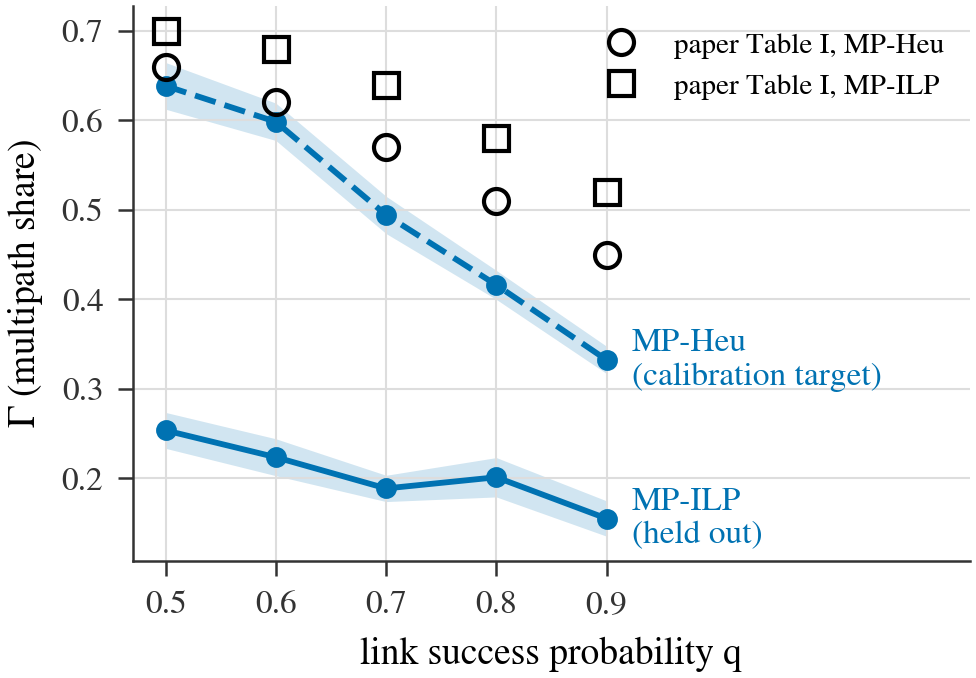 0.7
0.6
0.5
0.4
0.3
0.2
Γ (multipath share)
paper Table I, MP-Heu
paper Table I, MP-ILP
MP-Heu
(calibration target)
MP-ILP
(held out)
0.5 0.6 0.7 0.8 0.9
link success probability q